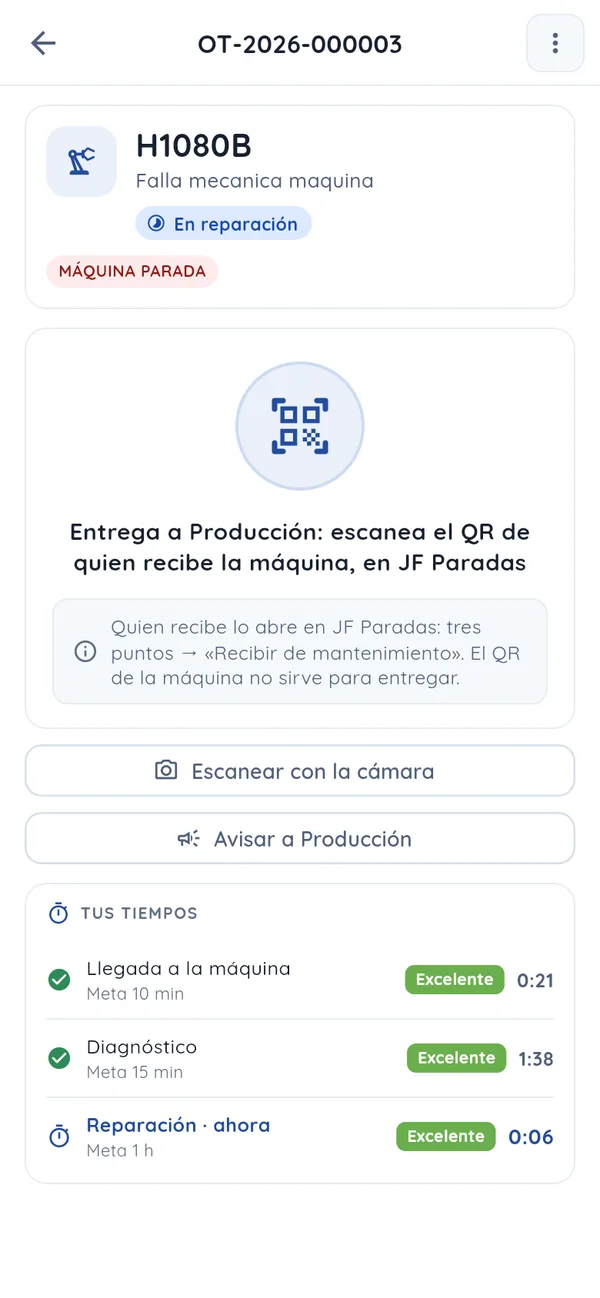 OT-2026-000003
H1080B
Falla mecanica maquina
En reparación
MÁQUINA PARADA
Entrega a Producción: escanea el QR de
quien recibe la máquina, en JF Paradas
Quien recibe lo abre en JF Paradas: tres
puntos → «Recibir de mantenimiento». El QR
de la máquina no sirve para entregar.
Escanear con la cámara
Avisar a Producción
TUS TIEMPOS
Llegada a la máquina
Excelente 0:21
Meta 10 min
Diagnóstico
Excelente 1:38
Meta 15 min
Reparación · ahora
Excelente 0:06
Meta 1 h